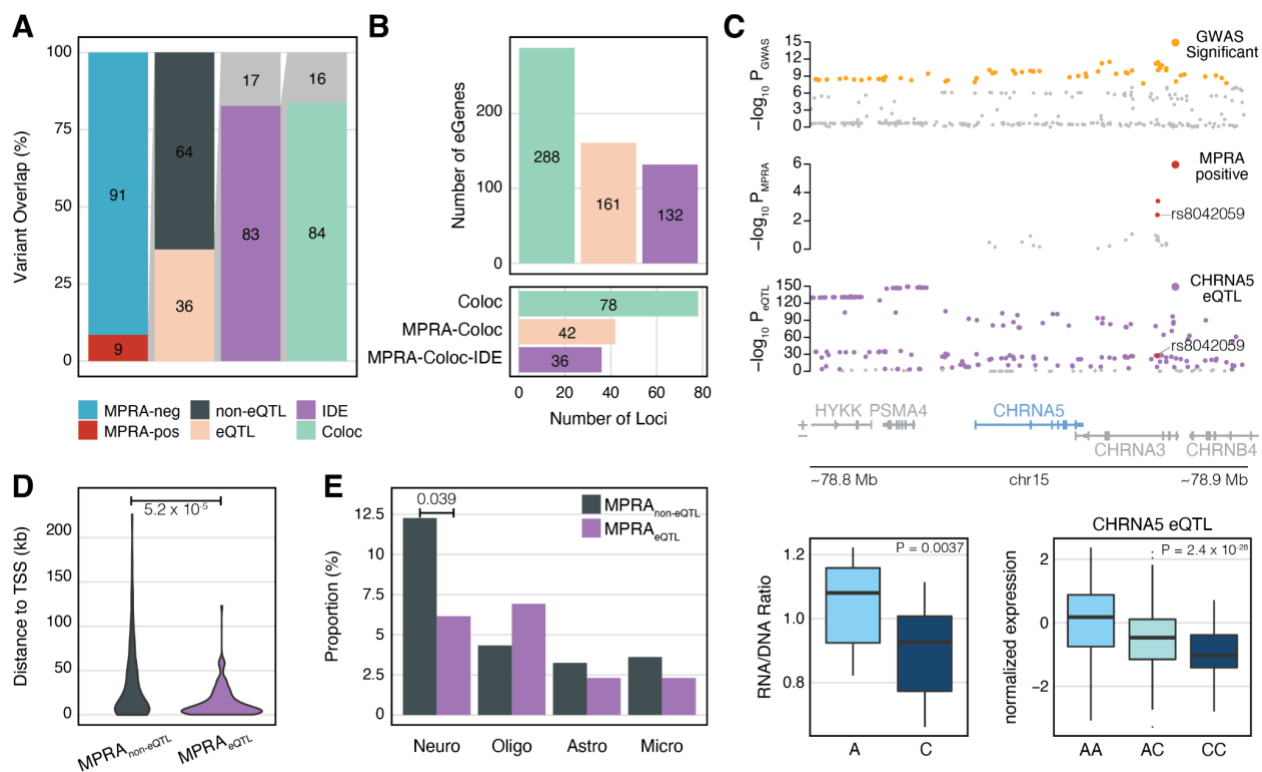 A
Variant Overlap (%)
100
75
50
25
0
91
9
64
36
17
83
16
84
MPRA-neg
non-eQTL
IDE
MPRA-pos
eQTL
Coloc
B
Number of eGenes
200
100
0
288
161
132
Coloc
78
MPRA-Coloc
42
MPRA-Coloc-IDE
36
0 20 40 60 80
Number of Loci
C
−log10 PGWAS
15
12
9
6
3
0
GWAS
Significant
−log10 PMPRA
6
4
2
0
MPRA
positive
rs8042059
−log10 PeQTL
150
120
90
60
30
0
CHRNA5
eQTL
rs8042059
HYKK PSMA4
CHRNA5
+
−
CHRNA3
CHRNB4
~78.8 Mb
chr15
~78.9 Mb
RNA/DNA Ratio
1.2
1.0
0.8
P = 0.0037
A C
CHRNA5 eQTL
normalized expression
2
0
−2
P = 2.4 x 10-28
AA AC CC
D
Distance to TSS (kb)
200
150
100
50
0
5.2 x 10-5
MPRAnon-eQTL
MPRAeQTL
E
Proportion (%)
12.5
10
7.5
5
2.5
0
0.039
MPRAnon-eQTL
MPRAeQTL
Neuro Oligo Astro Micro